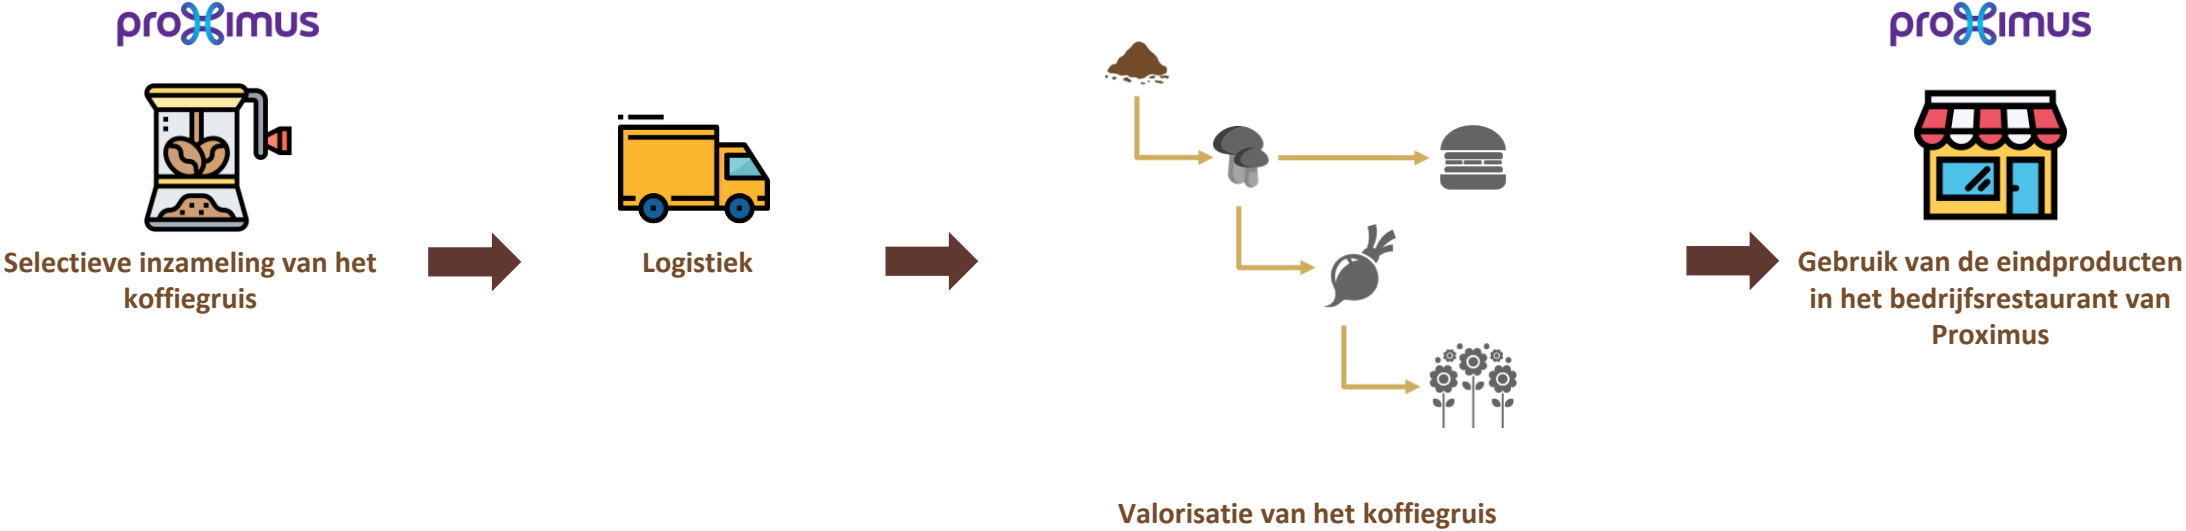 proximus
proximus
Selectieve inzameling van het
koffiegruis
Logistiek
Gebruik van de eindproducten
in het bedrijfsrestaurant van
Proximus
Valorisatie van het koffiegruis